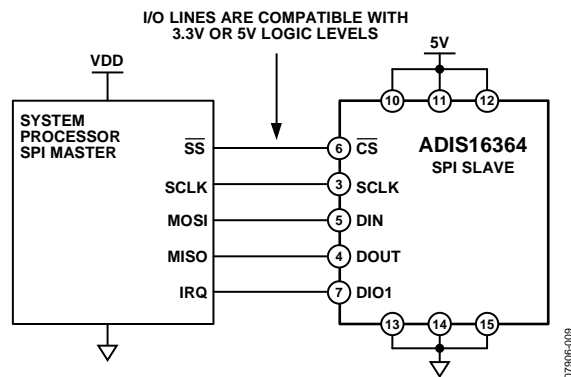 I/O LINES ARE COMPATIBLE WITH
3.3V OR 5V LOGIC LEVELS
VDD
5V
10
11
12
SYSTEM
PROCESSOR
SPI MASTER
ADIS16364
SPI SLAVE
SS
6
CS
SCLK
3
SCLK
MOSI
5
DIN
MISO
4
DOUT
IRQ
7
DIO1
13
14
15
07906-009